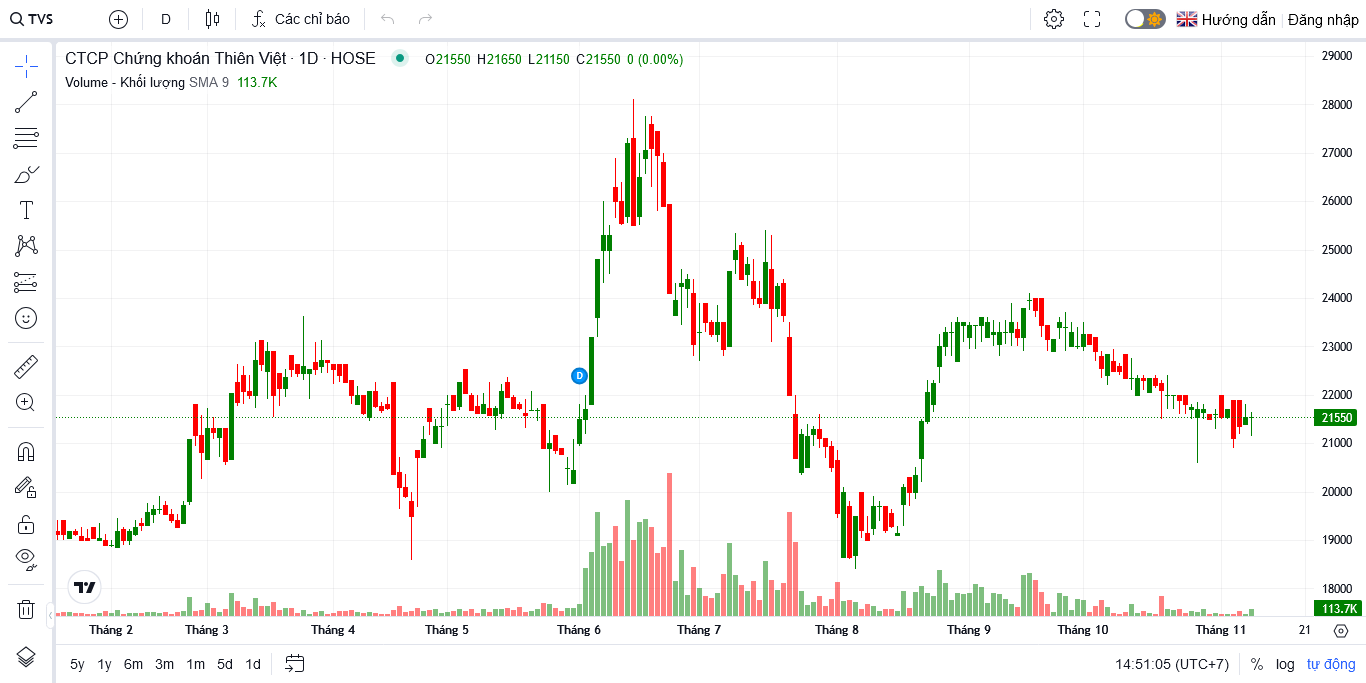 TVS D Các chỉ báo Hướng dẫn Đăng nhập
CTCP Chứng khoán Thiên Việt · 1D · HOSE O21550 H21650 L21150 C21550 0 (0.00%)
Volume - Khối lượng SMA 9 113.7K
29000
28000
27000
26000
25000
24000
23000
22000
21550
21000
20000
19000
18000
113.7K
D
Tháng 2 Tháng 3 Tháng 4 Tháng 5 Tháng 6 Tháng 7 Tháng 8 Tháng 9 Tháng 10 Tháng 11 21
5y 1y 6m 3m 1m 5d 1d 14:51:05 (UTC+7) % log tự động